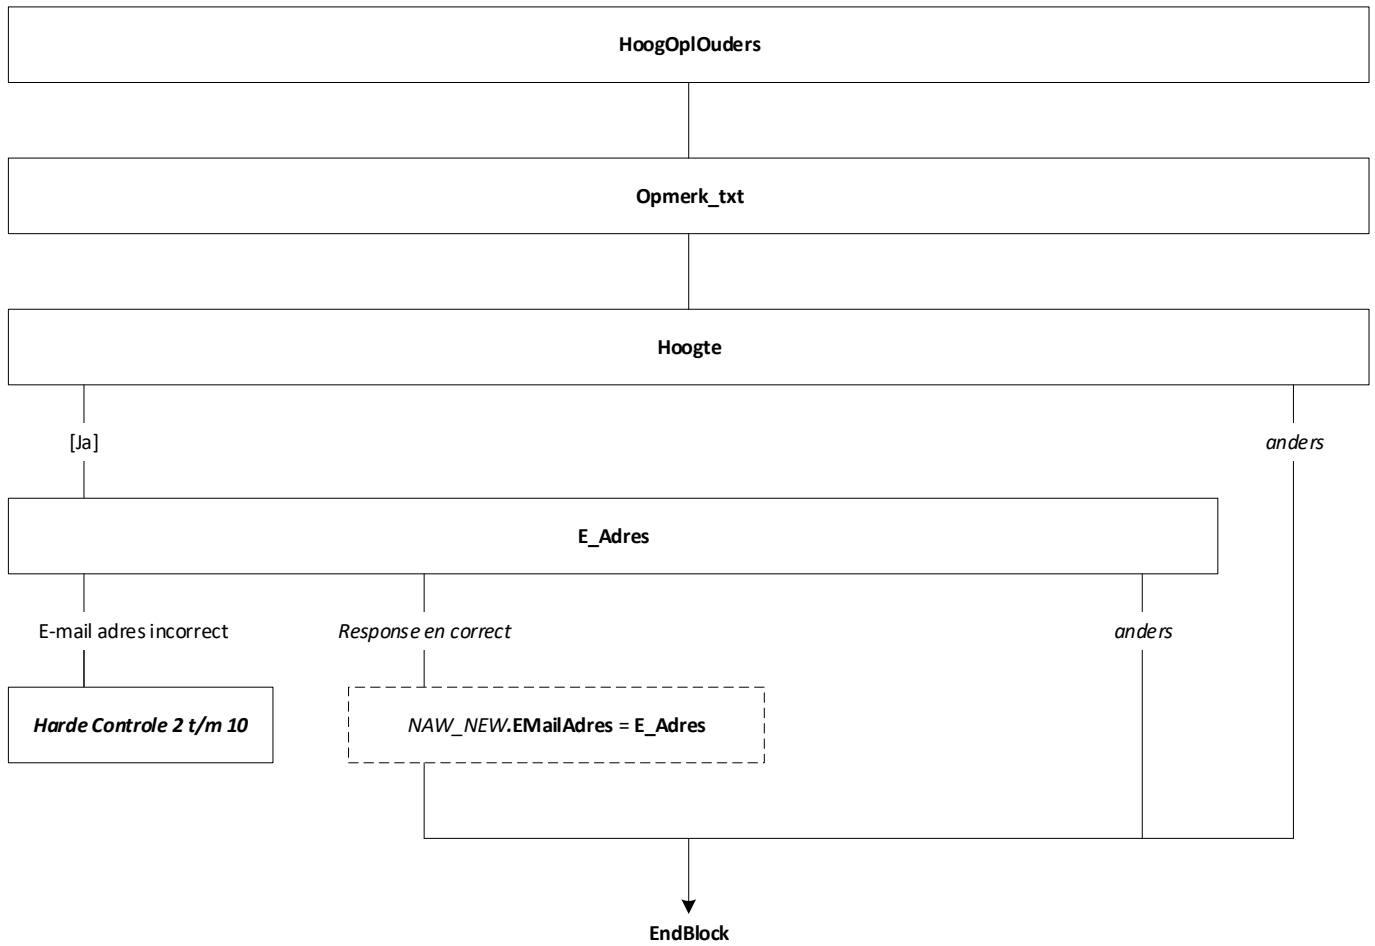 HoogOplOuders
Opmerk_txt
Hoogte
[Ja]
anders
E_Adres
E-mail adres incorrect
Response en correct
anders
Harde Controle 2 t/m 10
NAW_NEW.EMailAdres = E_Adres
EndBlock